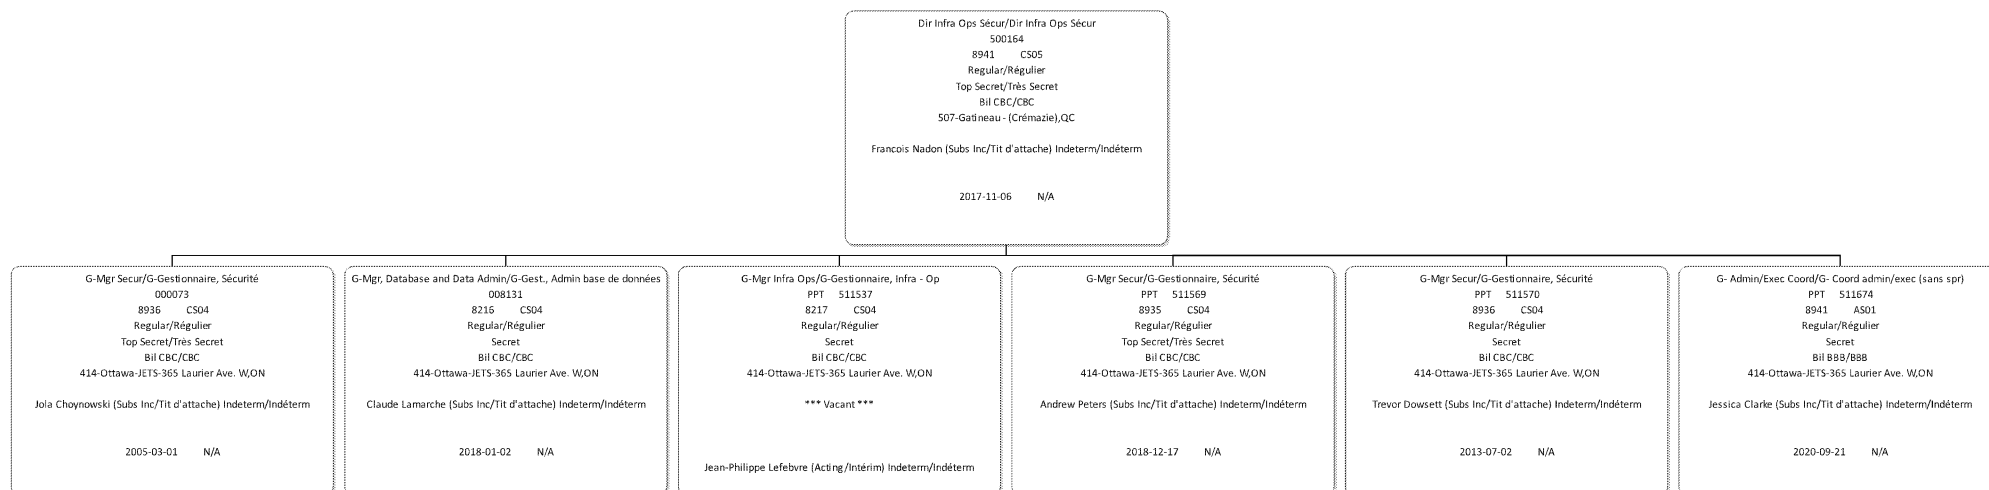 Dir Infra Ops Sécur/Dir Infra Ops Sécur
500164
8941 CS05
Regular/Régulier
Top Secret/Très Secret
Bil CBC/CBC
507-Gatineau - (Crémazie),QC
Francois Nadon (Subs Inc/Tit d'attache) Indeterm/Indéterm
2017-11-06 N/A
G-Mgr Secur/G-Gestionnaire, Sécurité
000073
8936 CS04
Regular/Régulier
Top Secret/Très Secret
Bil CBC/CBC
414-Ottawa-JETS-365 Laurier Ave. W,ON
Jola Choynowski (Subs Inc/Tit d'attache) Indeterm/Indéterm
2005-03-01 N/A
G-Mgr, Database and Data Admin/G-Gest., Admin base de données
008131
8216 CS04
Regular/Régulier
Secret
Bil CBC/CBC
414-Ottawa-JETS-365 Laurier Ave. W,ON
Claude Lamarche (Subs Inc/Tit d'attache) Indeterm/Indéterm
2018-01-02 N/A
G-Mgr Infra Ops/G-Gestionnaire, Infra - Op
PPT 511537
8217 CS04
Regular/Régulier
Secret
Bil CBC/CBC
414-Ottawa-JETS-365 Laurier Ave. W,ON
*** Vacant ***
Jean-Philippe Lefebvre (Acting/Intérim) Indeterm/Indéterm
G-Mgr Secur/G-Gestionnaire, Sécurité
PPT 511569
8935 CS04
Regular/Régulier
Top Secret/Très Secret
Bil CBC/CBC
414-Ottawa-JETS-365 Laurier Ave. W,ON
Andrew Peters (Subs Inc/Tit d'attache) Indeterm/Indéterm
2018-12-17 N/A
G-Mgr Secur/G-Gestionnaire, Sécurité
PPT 511570
8936 CS04
Regular/Régulier
Secret
Bil CBC/CBC
414-Ottawa-JETS-365 Laurier Ave. W,ON
Trevor Dowsett (Subs Inc/Tit d'attache) Indeterm/Indéterm
2013-07-02 N/A
G- Admin/Exec Coord/G- Coord admin/exec (sans spr)
PPT 511674
8941 AS01
Regular/Régulier
Secret
Bil BBB/BBB
414-Ottawa-JETS-365 Laurier Ave. W,ON
Jessica Clarke (Subs Inc/Tit d'attache) Indeterm/Indéterm
2020-09-21 N/A